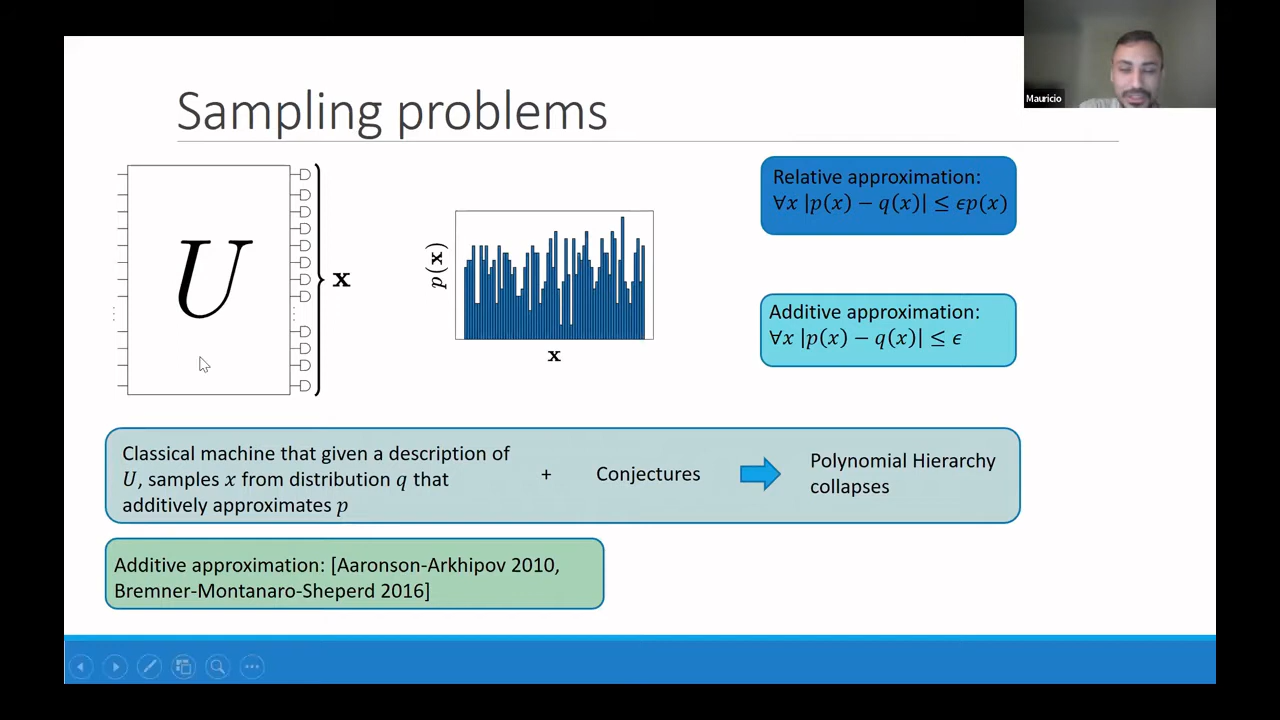 Sampling problems
Mauricio
U
x
p(x)
x
Relative approximation:
∀x |p(x) − q(x)| ≤ ϵp(x)
Additive approximation:
∀x |p(x) − q(x)| ≤ ϵ
Classical machine that given a description of
U, samples x from distribution q that
additively approximates p
+
Conjectures
Polynomial Hierarchy
collapses
Additive approximation: [Aaronson-Arkhipov 2010,
Bremner-Montanaro-Sheperd 2016]